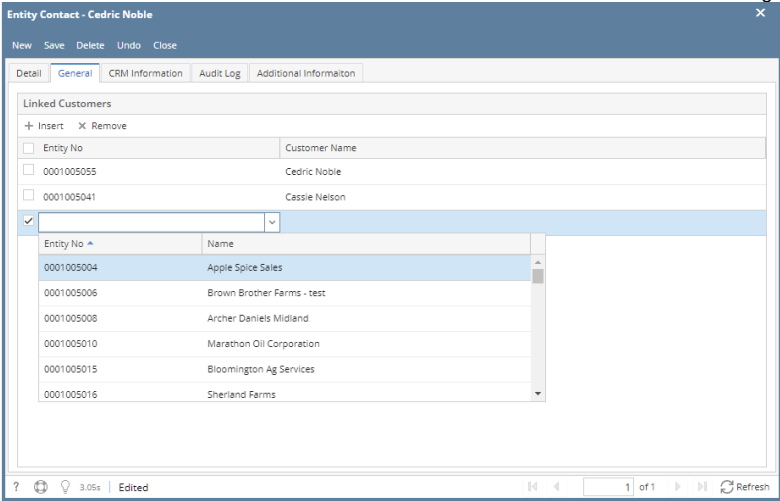 Entity Contact - Cedric Noble
New Save Delete Undo Close
Detail General CRM Information Audit Log Additional Informaiton
Linked Customers
Insert Remove
Entity No Customer Name
0001005055 Cedric Noble
0001005041 Cassie Nelson
Entity No Name
0001005004 Apple Spice Sales
0001005006 Brown Brother Farms - test
0001005008 Archer Daniels Midland
0001005010 Marathon Oil Corporation
0001005015 Bloomington Ag Services
0001005016 Sherland Farms
? 3.05s Edited 1 of 1 Refresh